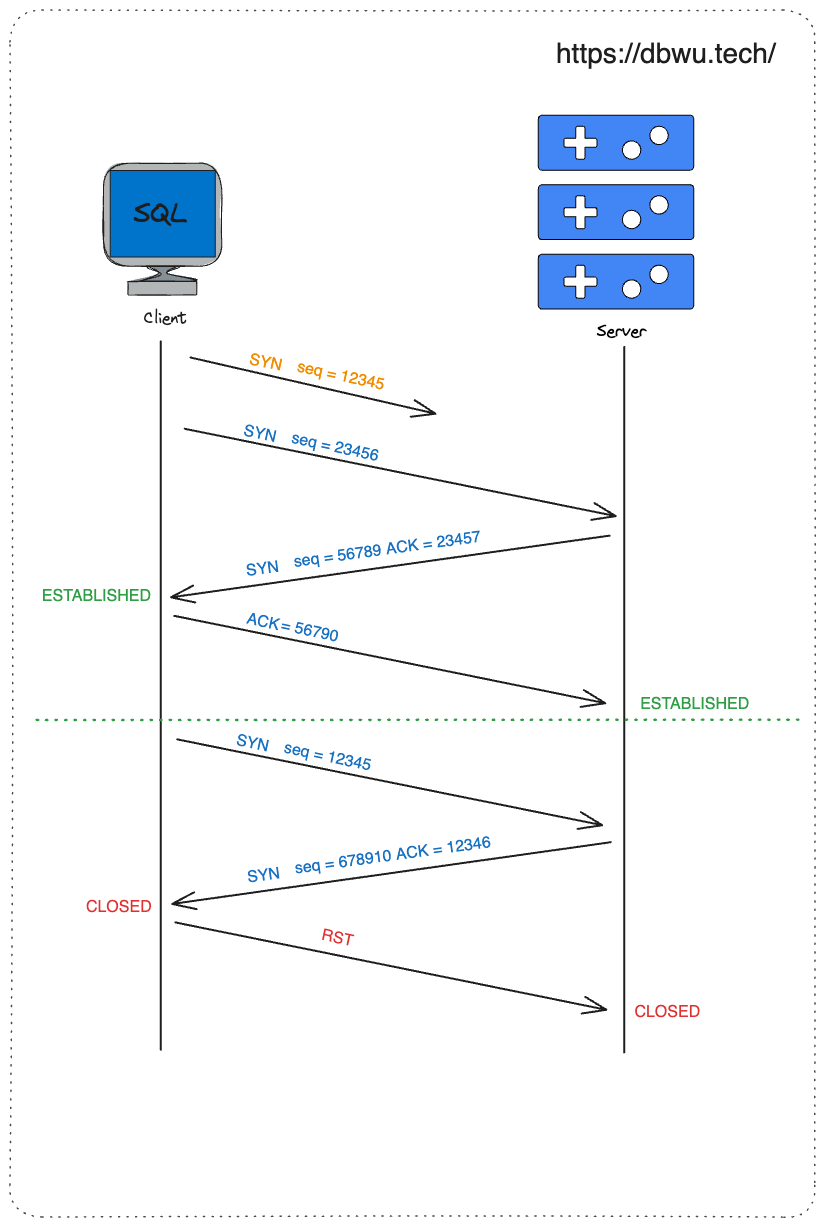 https://dbwu.tech/
SQL
Client
Server
SYN seq = 12345
SYN seq = 23456
SYN seq = 56789 ACK = 23457
ESTABLISHED
ACK= 56790
ESTABLISHED
SYN seq = 12345
SYN seq = 678910 ACK = 12346
CLOSED
RST
CLOSED